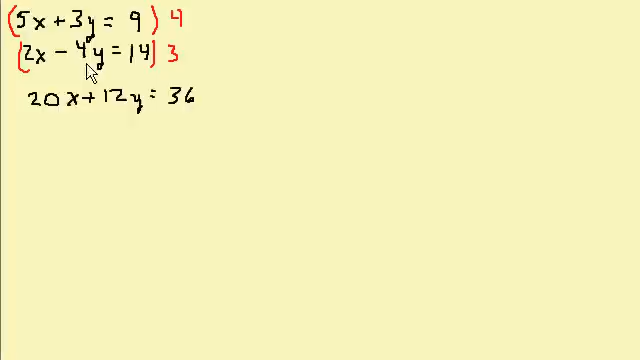 (5x + 3y = 9) 4
(2x - 4y = 14) 3
20x + 12y = 36